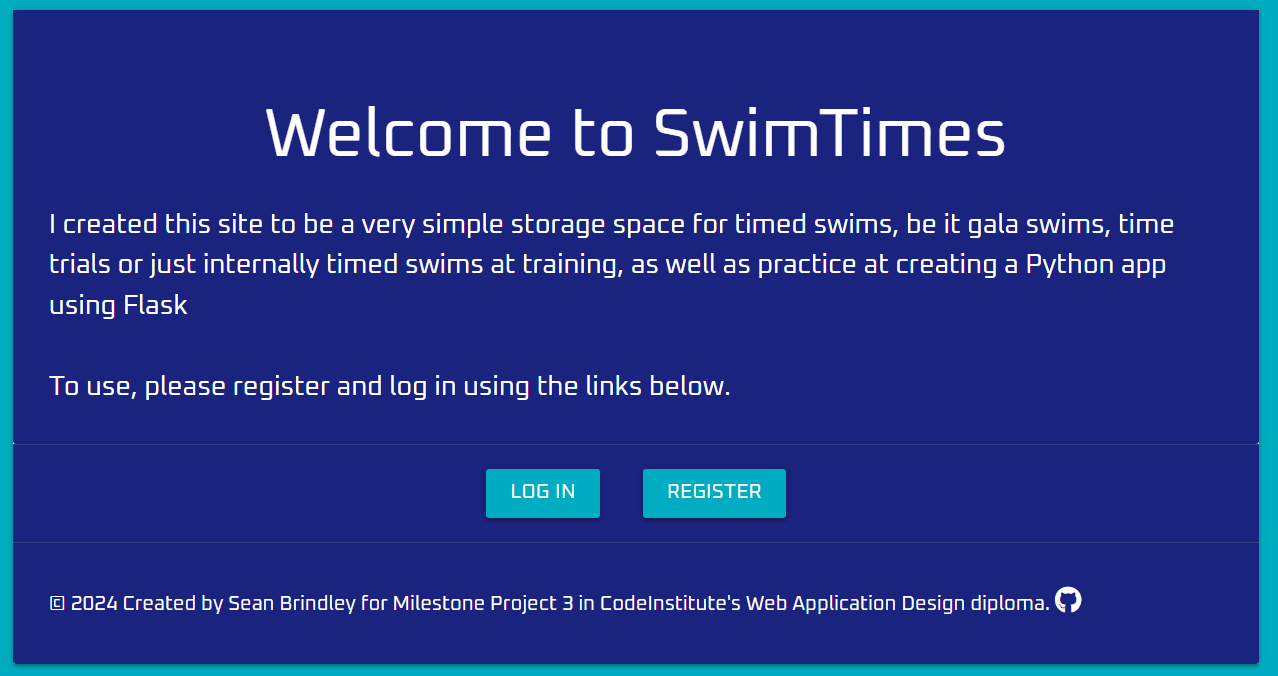 Welcome to SwimTimes
I created this site to be a very simple storage space for timed swims, be it gala swims, time
trials or just internally timed swims at training, as well as practice at creating a Python app
using Flask
To use, please register and log in using the links below.
LOG IN
REGISTER
© 2024 Created by Sean Brindley for Milestone Project 3 in CodeInstitute's Web Application Design diploma.